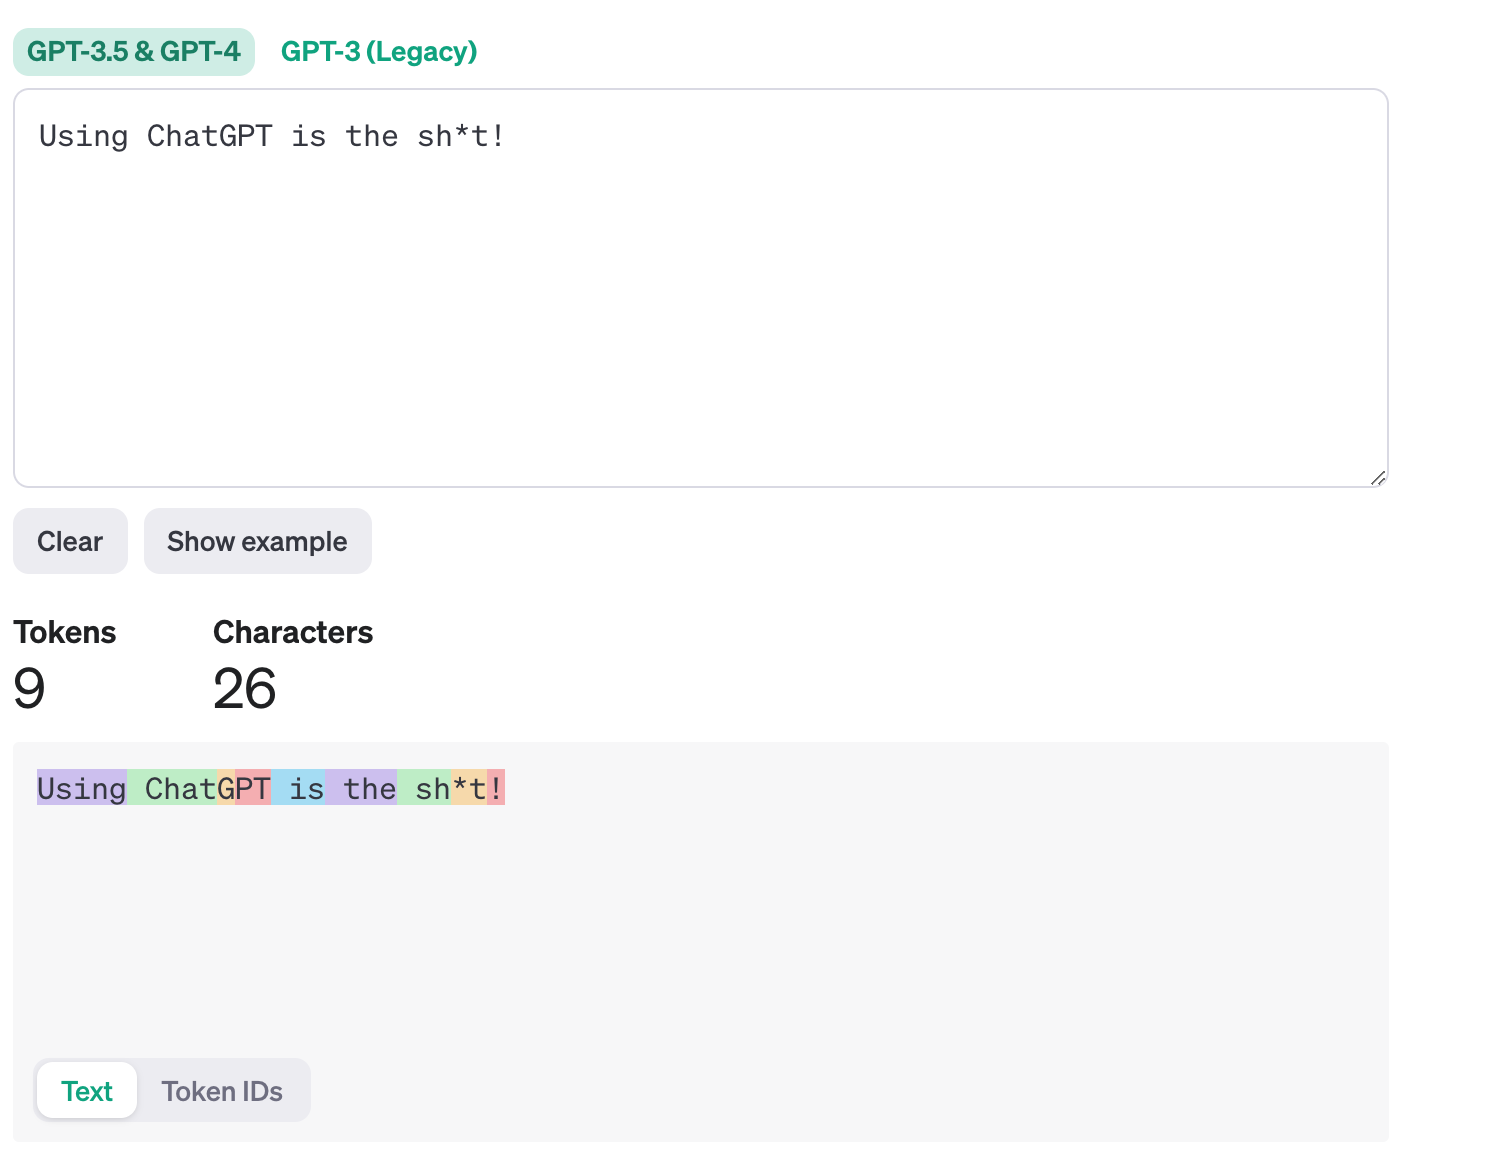 GPT-3.5 & GPT-4 GPT-3 (Legacy)
Using ChatGPT is the sh*t!
Clear Show example
Tokens Characters
9 26
Using ChatGPT is the sh*t!
Text Token IDs